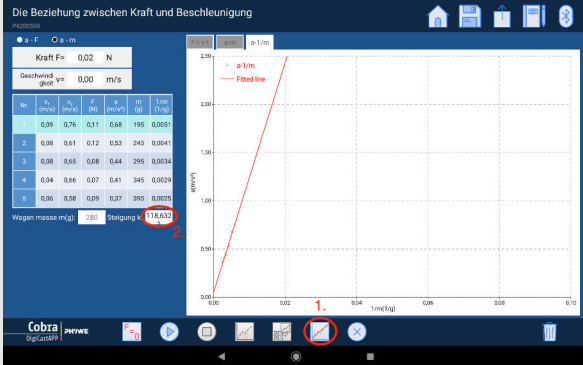 Die Beziehung zwischen Kraft und Beschleunigung
P6200500
a - F a - m
Kraft F= 0,02 N
Geschwindi
gkeit v= 0,00 m/s
Nr. v₁ (m/s) v₂ (m/s) F (N) a (m/s²) m (g) 1/m (1/g)
1 0,09 0,76 0,11 0,68 195 0,0051
2 0,08 0,61 0,12 0,53 245 0,0041
3 0,08 0,65 0,08 0,44 295 0,0034
4 0,04 0,66 0,07 0,41 345 0,0029
5 0,06 0,58 0,09 0,37 395 0,0025
Wagen masse m(g): 280 Steigung k 118,632
2.
a-m a-1/m
a-1/m
Fitted line
a(m/s²)
2,50
2,00
1,50
1,00
0,50
0,00
0,00 0,02 0,04 0,06 0,08 0,10
1/m(1/g)
1.
Cobra
DigiCartAPP
PHYWE
F=0